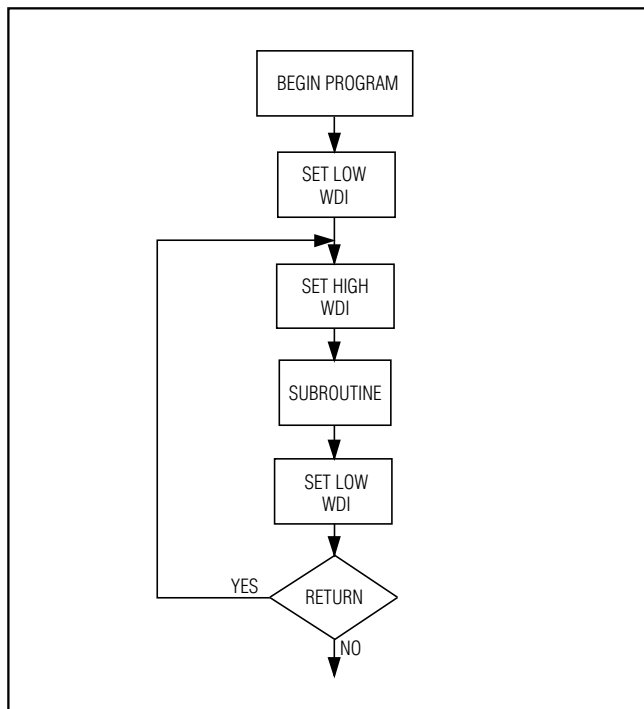 BEGIN PROGRAM
SET LOW
WDI
SET HIGH
WDI
SUBROUTINE
SET LOW
WDI
YES
RETURN
NO